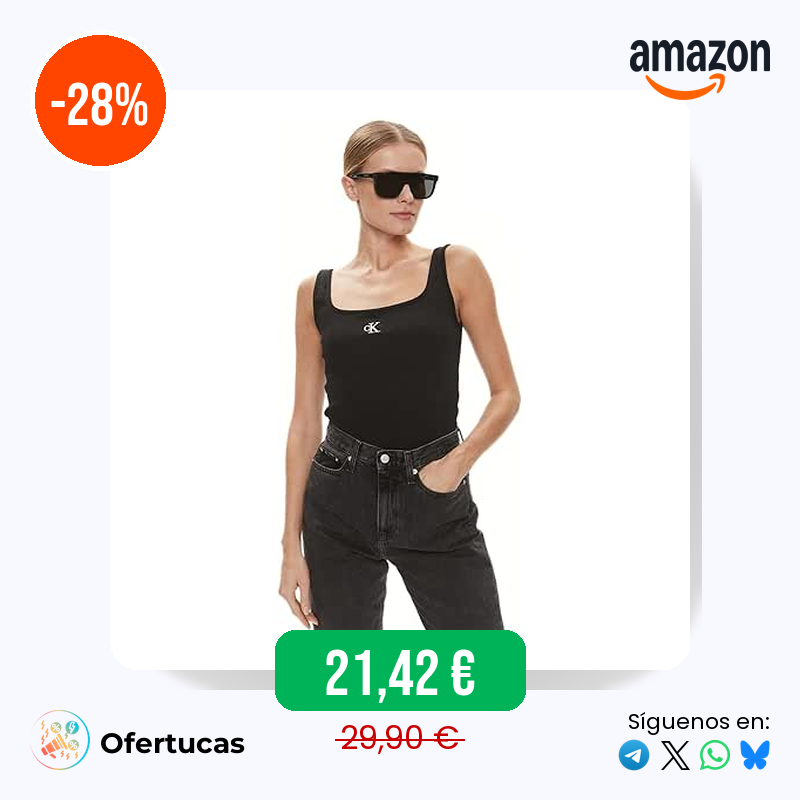 -28%
amazon
CK
21,42 €
29,90 €
Ofertucas
Síguenos en: